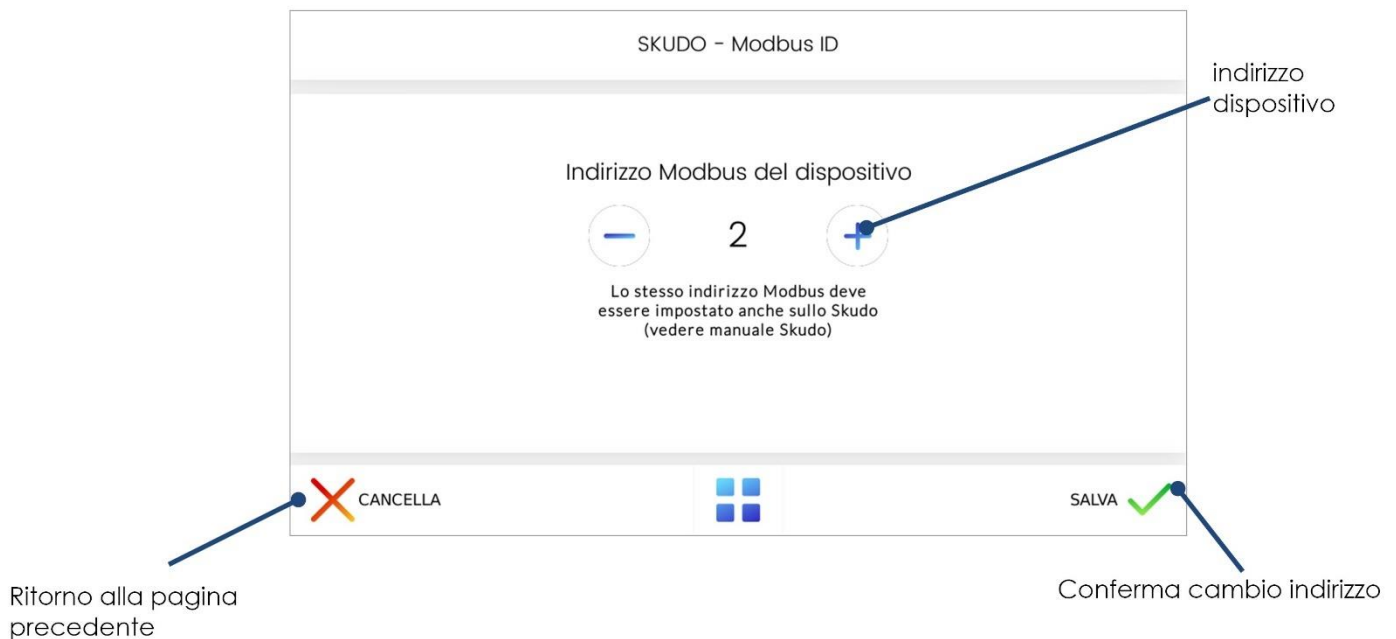 SKUDO - Modbus ID
indirizzo
dispositivo
Indirizzo Modbus del dispositivo
2
Lo stesso indirizzo Modbus deve
essere impostato anche sullo Skudo
(vedere manuale Skudo)
CANCELLA
SALVA
Ritorno alla pagina
precedente
Conferma cambio indirizzo